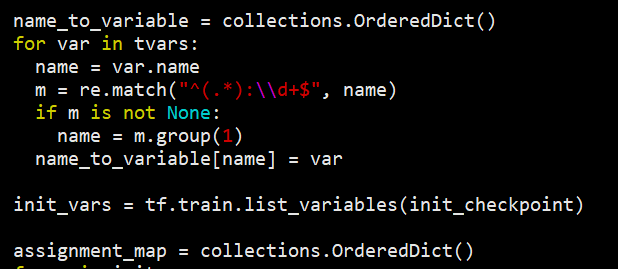 name_to_variable = collections.OrderedDict()
for var in tvars:
  name = var.name
  m = re.match("^(.*):\\d+$", name)
  if m is not None:
    name = m.group(1)
  name_to_variable[name] = var

init_vars = tf.train.list_variables(init_checkpoint)

assignment_map = collections.OrderedDict()